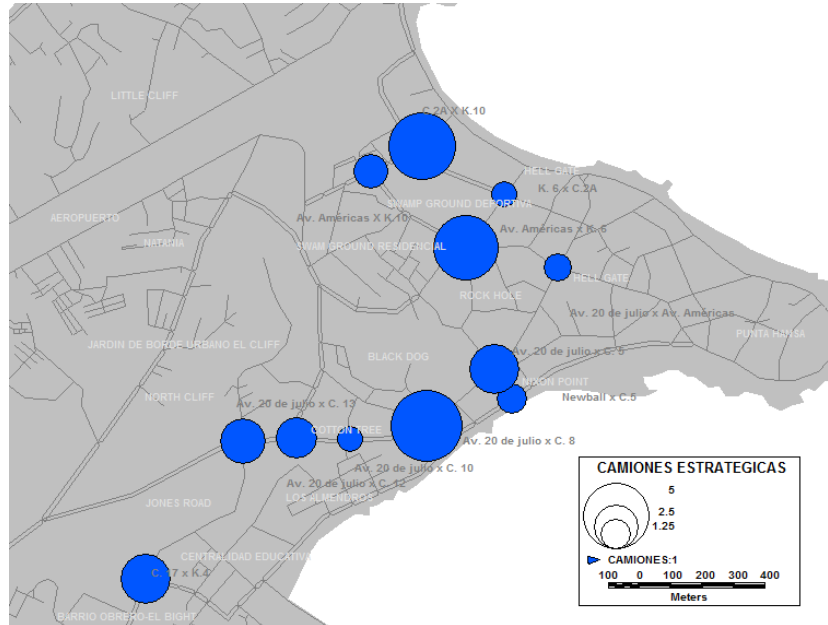 LITTLE CLIFF
C.2A X K.10
HELL GATE
K. 6 x C.2A
SWAMP GROUND DEPORTIVA
AEROPUERTO
Av. Américas X K.10
Av. Américas x K. 6
NATANIA
SWAM GROUND RESIDENCIAL
HELL GATE
ROCK HOLE
Av. 20 de julio x Av. Américas
PUNTA HANSA
JARDIN DE BORDE URBANO EL CLIFF
BLACK DOG
Av. 20 de julio x C. 5
NIXON POINT
NORTH CLIFF
Newball x C.5
Av. 20 de julio x C. 13
COTTON TREE
Av. 20 de julio x C. 8
Av. 20 de julio x C. 10
Av. 20 de julio x C. 12
JONES ROAD
LOS ALMENDROS
CENTRALIDAD EDUCATIVA
C. 17 x K.4
BARRIO OBRERO-EL BIGHT
CAMIONES ESTRATEGICAS
5
2.5
1.25
CAMIONES:1
100 0 100 200 300 400
Meters